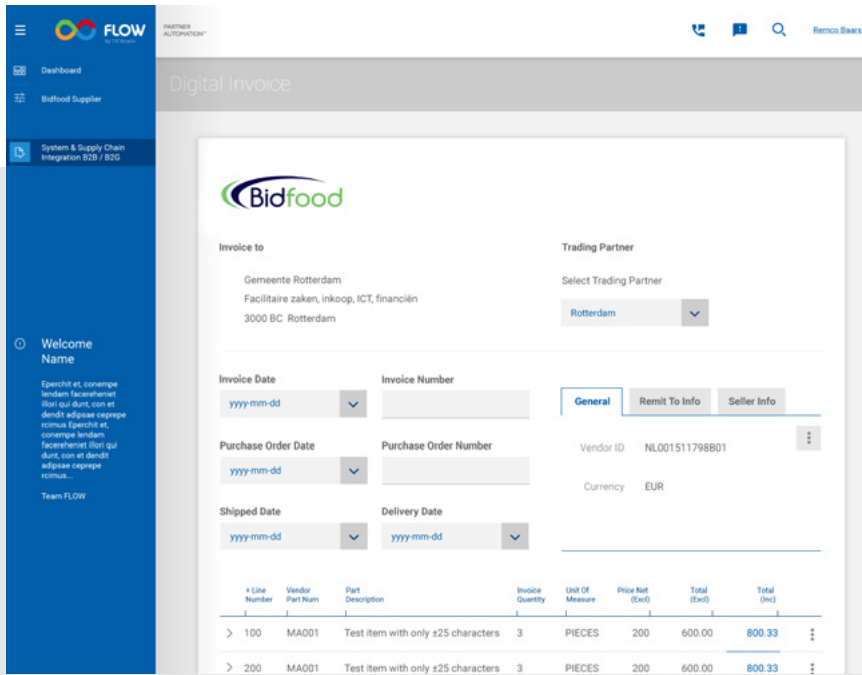 FLOW
PARTNER
AUTOMATION™
Remco Baars
Dashboard
Bidfood Supplier
System & Supply Chain
Integration B2B / B2G
Welcome
Name
Eperchit et, conempe
lendam facereheniet
illori qui dunt, con et
dendit adipsae ceprepe
rcimus Eperchit et,
conempe lendam
facereheniet illori qui
dunt, con et dendit
adipsae ceprepe
rcimus...
Team FLOW
Digital Invoice
Bidfood
Invoice to
Gemeente Rotterdam
Facilitaire zaken, inkoop, ICT, financiën
3000 BC Rotterdam
Trading Partner
Select Trading Partner
Rotterdam
Invoice Date
Invoice Number
yyyy-mm-dd
Purchase Order Date
Purchase Order Number
yyyy-mm-dd
Shipped Date
Delivery Date
yyyy-mm-dd
yyyy-mm-dd
General
Remit To Info
Seller Info
Vendor ID NL001511798B01
Currency EUR
+ Line
Number
Vendor
Part Num
Part
Description
Invoice
Quantity
Unit Of
Measure
Price Net
(Excl)
Total
(Excl)
Total
(Inc)
100 MA001 Test item with only ±25 characters 3 PIECES 200 600.00 800.33
200 MA001 Test item with only ±25 characters 3 PIECES 200 600.00 800.33